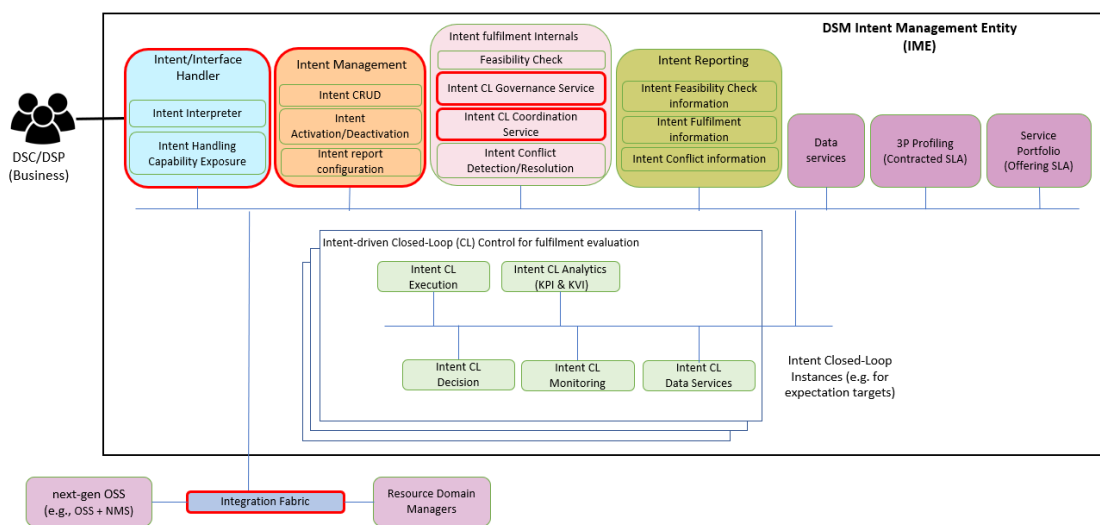 DSM Intent Management Entity
(IME)
DSC/DSP
(Business)
Intent/Interface
Handler
Intent Interpreter
Intent Handling
Capability Exposure
Intent Management
Intent CRUD
Intent
Activation/Deactivation
Intent report
configuration
Intent fulfilment Internals
Feasibility Check
Intent CL Governance Service
Intent CL Coordination
Service
Intent Conflict
Detection/Resolution
Intent Reporting
Intent Feasibility Check
information
Intent Fulfilment
information
Intent Conflict information
Data
services
3P Profiling
(Contracted SLA)
Service
Portfolio
(Offering SLA)
Intent-driven Closed-Loop (CL) Control for fulfilment evaluation
Intent CL
Execution
Intent CL Analytics
(KPI & KVI)
Intent CL
Decision
Intent CL
Monitoring
Intent CL
Data Services
Intent Closed-Loop
Instances (e.g. for
expectation targets)
next-gen OSS
(e.g., OSS + NMS)
Integration Fabric
Resource Domain
Managers